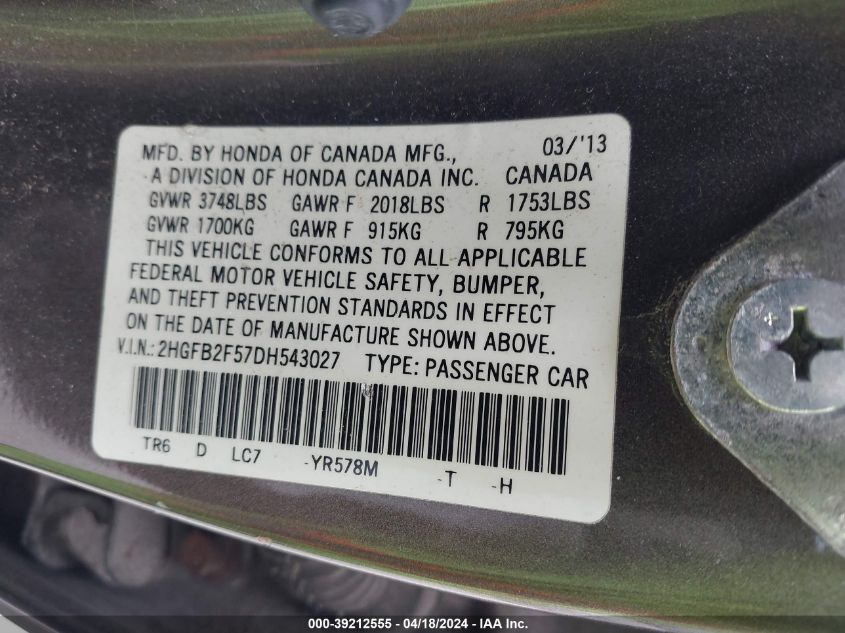 MFD. BY HONDA OF CANADA MFG., 03/'13
A DIVISION OF HONDA CANADA INC. CANADA
GVWR 3748LBS GAWR F 2018LBS R 1753LBS
GVWR 1700KG GAWR F 915KG R 795KG
THIS VEHICLE CONFORMS TO ALL APPLICABLE
FEDERAL MOTOR VEHICLE SAFETY, BUMPER,
AND THEFT PREVENTION STANDARDS IN EFFECT
ON THE DATE OF MANUFACTURE SHOWN ABOVE.
V.I.N.: 2HGFB2F57DH543027 TYPE: PASSENGER CAR
TR6 D LC7 -YR578M -T -H
000-39212555 - 04/18/2024 - IAA Inc.